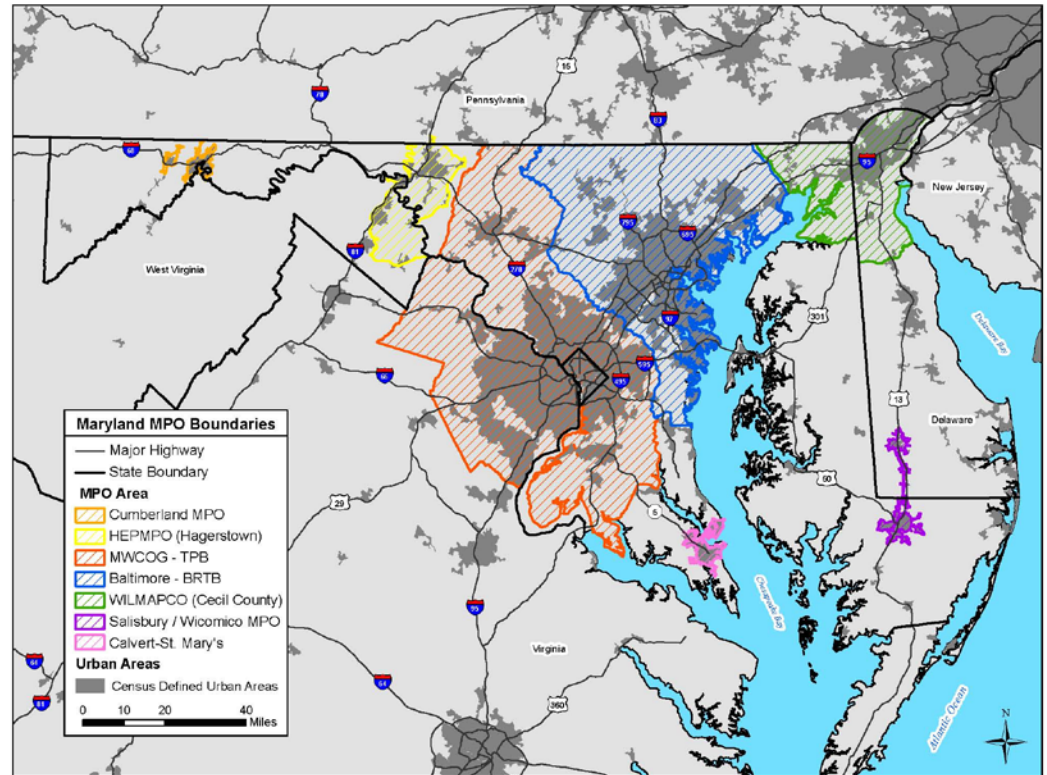 15
Pennsylvania
70
83
68
95
New Jersey
795
695
West Virginia
81
270
97
301
Delaware Bay
66
595
495
13
Delaware
50
5
29
Chesapeake Bay
95
Virginia
64
64
81
360
Atlantic Ocean
N
Maryland MPO Boundaries
Major Highway
State Boundary
MPO Area
Cumberland MPO
HEPMPO (Hagerstown)
MWCOG - TPB
Baltimore - BRTB
WILMAPCO (Cecil County)
Salisbury / Wicomico MPO
Calvert-St. Mary's
Urban Areas
Census Defined Urban Areas
0 10 20 40
Miles